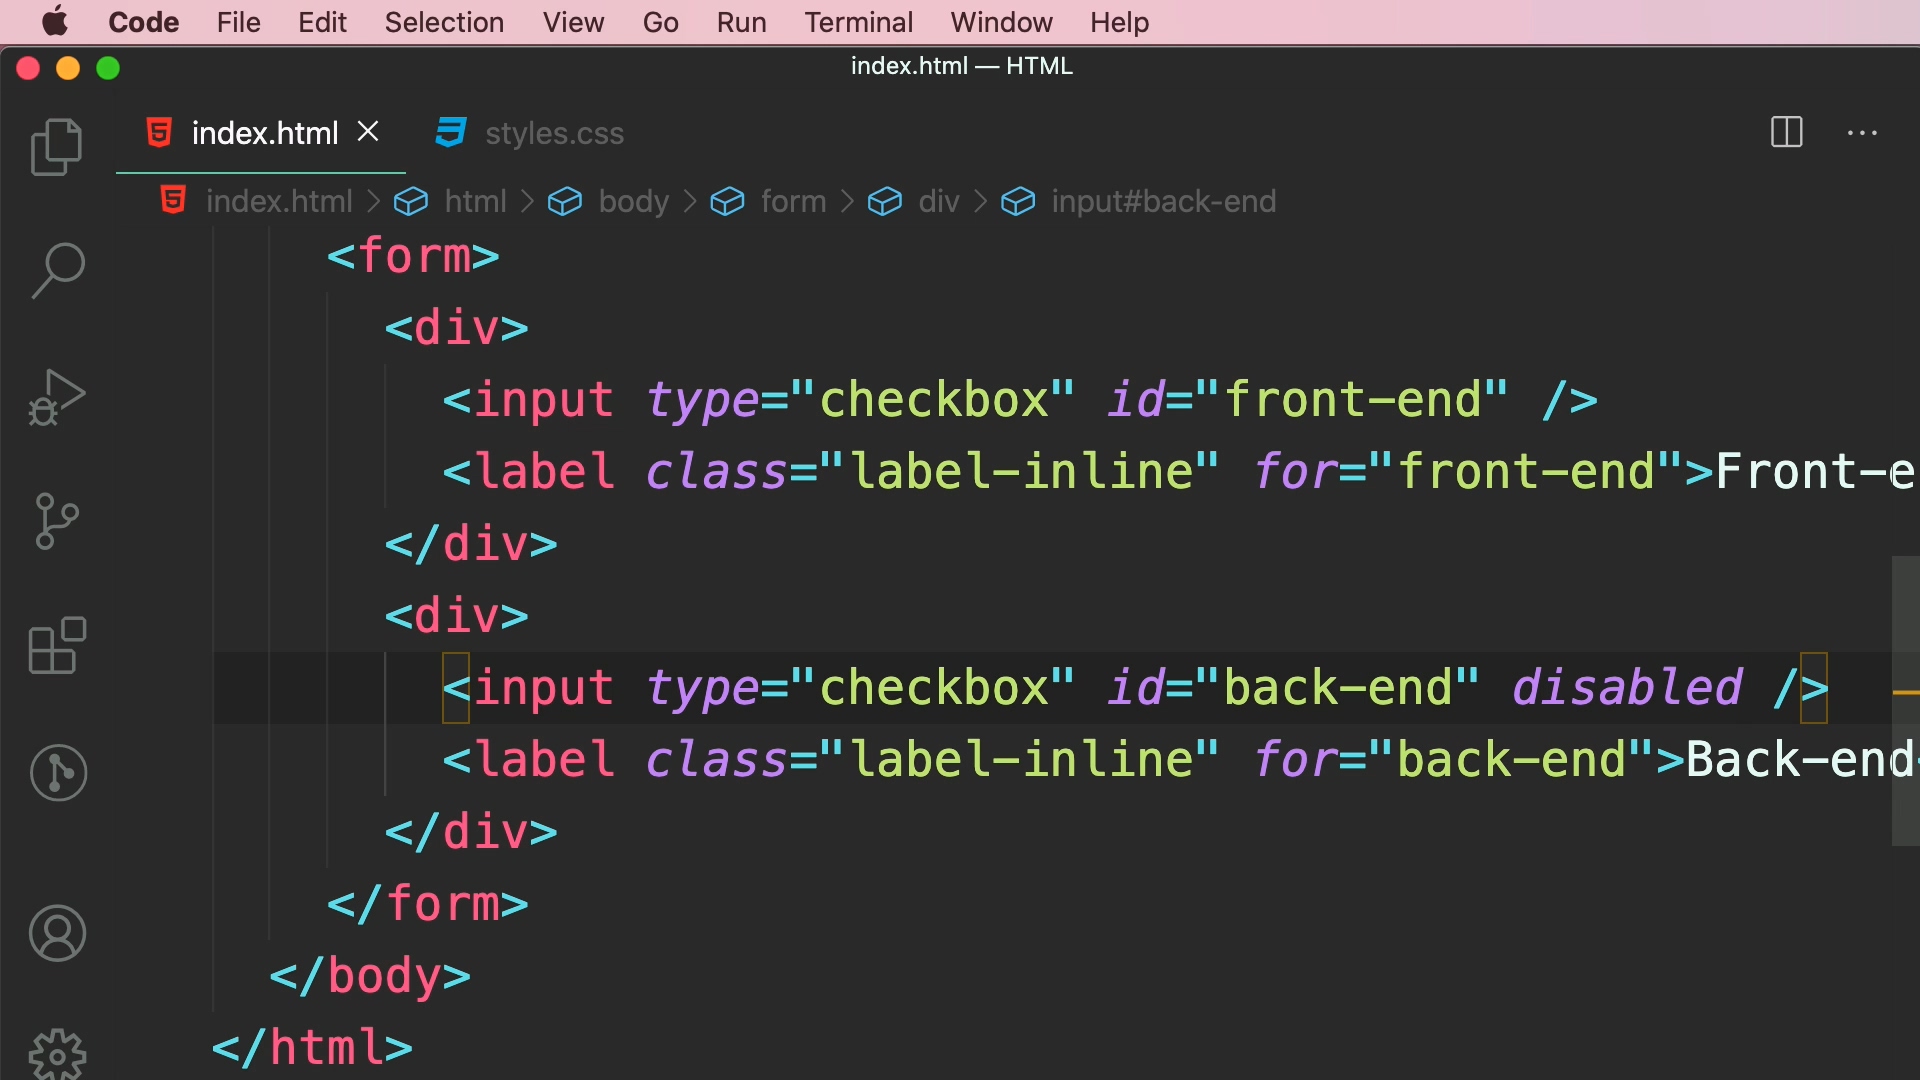 Code File Edit Selection View Go Run Terminal Window Help
index.html — HTML
index.html styles.css
index.html > html > body > form > div > input#back-end
<form>
<div>
<input type="checkbox" id="front-end" />
<label class="label-inline" for="front-end">Front-e
</div>
<div>
<input type="checkbox" id="back-end" disabled />
<label class="label-inline" for="back-end">Back-end
</div>
</form>
</body>
</html>